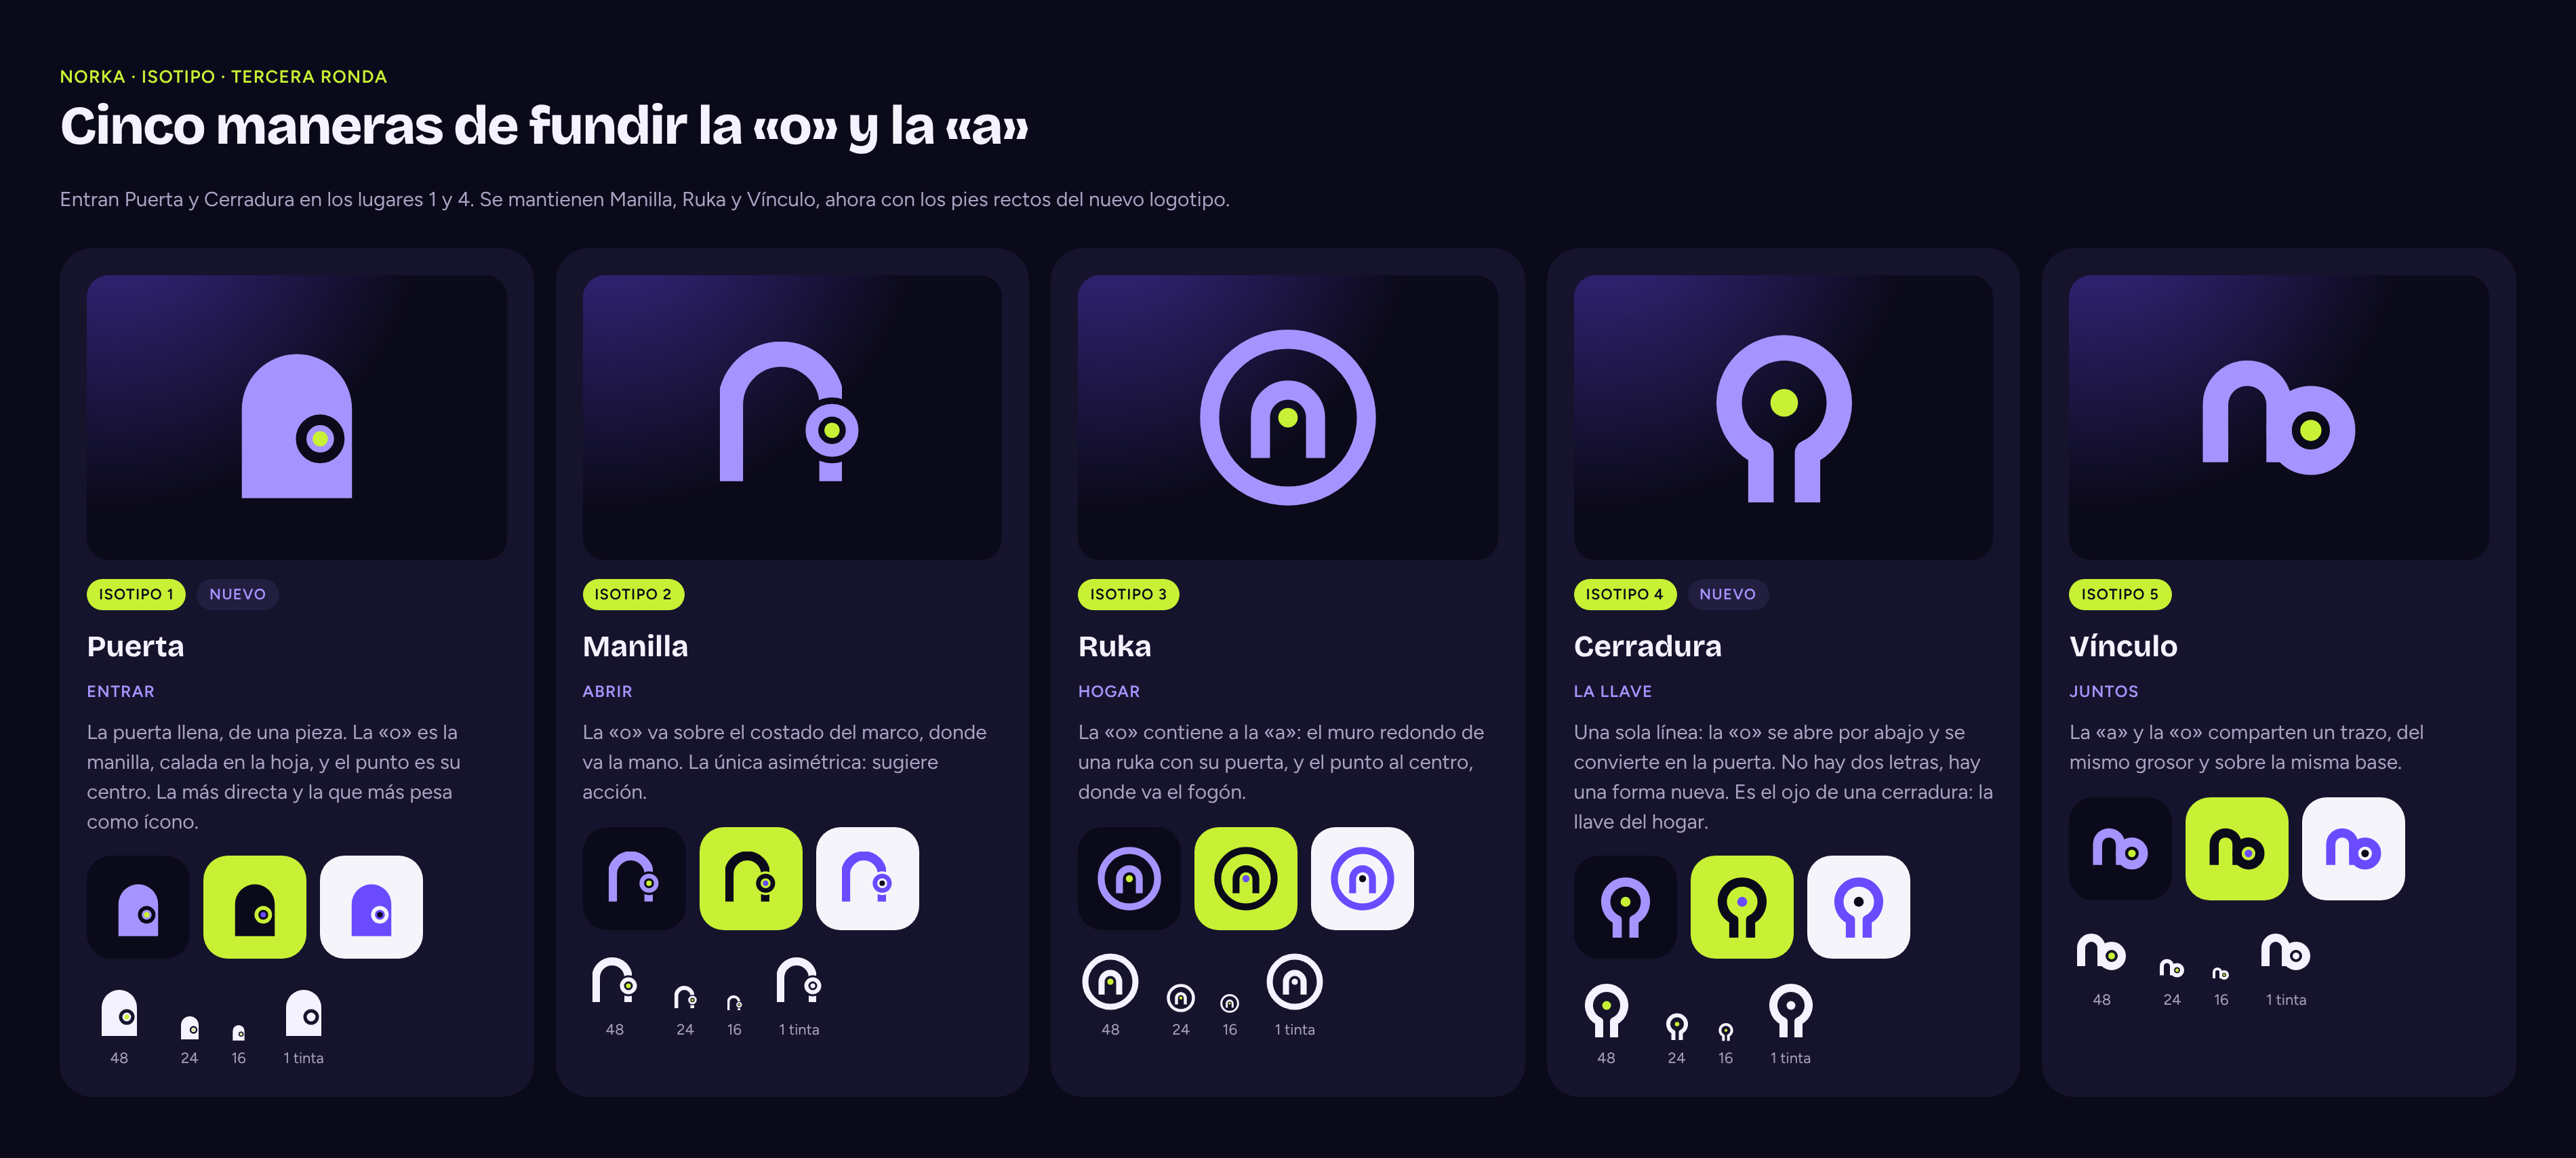 NORKA · ISOTIPO · TERCERA RONDA
Cinco maneras de fundir la «o» y la «a»
Entran Puerta y Cerradura en los lugares 1 y 4. Se mantienen Manilla, Ruka y Vínculo, ahora con los pies rectos del nuevo logotipo.
ISOTIPO 1
NUEVO
Puerta
ENTRAR
La puerta llena, de una pieza. La «o» es la
manilla, calada en la hoja, y el punto es su
centro. La más directa y la que más pesa
como ícono.
48
24
16
1 tinta
ISOTIPO 2
Manilla
ABRIR
La «o» va sobre el costado del marco, donde
va la mano. La única asimétrica: sugiere
acción.
48
24
16
1 tinta
ISOTIPO 3
Ruka
HOGAR
La «o» contiene a la «a»: el muro redondo de
una ruka con su puerta, y el punto al centro,
donde va el fogón.
48
24
16
1 tinta
ISOTIPO 4
NUEVO
Cerradura
LA LLAVE
Una sola línea: la «o» se abre por abajo y se
convierte en la puerta. No hay dos letras, hay
una forma nueva. Es el ojo de una cerradura: la
llave del hogar.
48
24
16
1 tinta
ISOTIPO 5
Vínculo
JUNTOS
La «a» y la «o» comparten un trazo, del
mismo grosor y sobre la misma base.
48
24
16
1 tinta